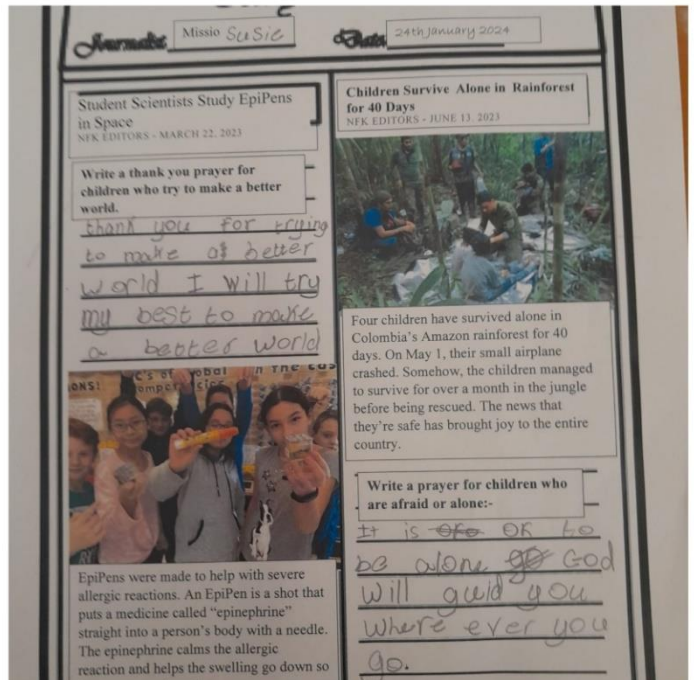 Journalist Missio Susie
Date: 24th January 2024
Student Scientists Study EpiPens
in Space
NFK EDITORS - MARCH 22, 2023
Write a thank you prayer for
children who try to make a better
world.
thank you for trying
to make of better
world I will try
my best to make
a better world
ONS:
C's of
obal
n The Cas
ompe
sic
EpiPens were made to help with severe
allergic reactions. An EpiPen is a shot that
puts a medicine called “epinephrine”
straight into a person’s body with a needle.
The epinephrine calms the allergic
reaction and helps the swelling go down so
Children Survive Alone in Rainforest
for 40 Days
NFK EDITORS - JUNE 13, 2023
Four children have survived alone in
Colombia’s Amazon rainforest for 40
days. On May 1, their small airplane
crashed. Somehow, the children managed
to survive for over a month in the jungle
before being rescued. The news that
they’re safe has brought joy to the entire
country.
Write a prayer for children who
are afraid or alone:-
It is OK to
be alone God
will guid you
where ever you
go.